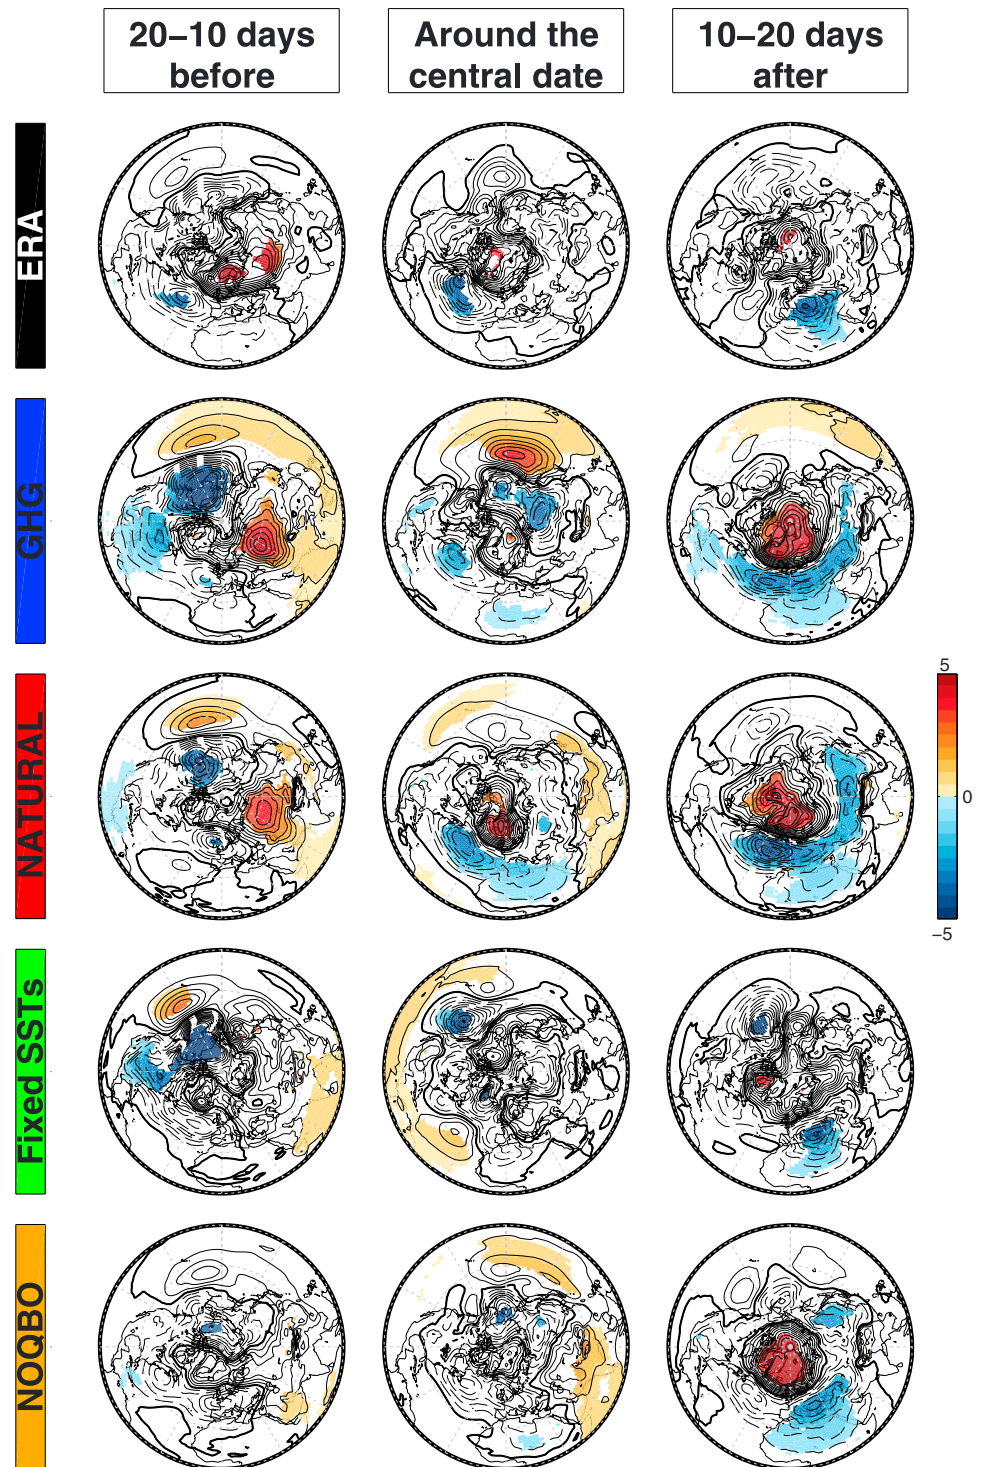 20–10 days
before
Around the
central date
10–20 days
after
ERA
GHG
NATURAL
5
0
−5
Fixed SSTs
NOQBO